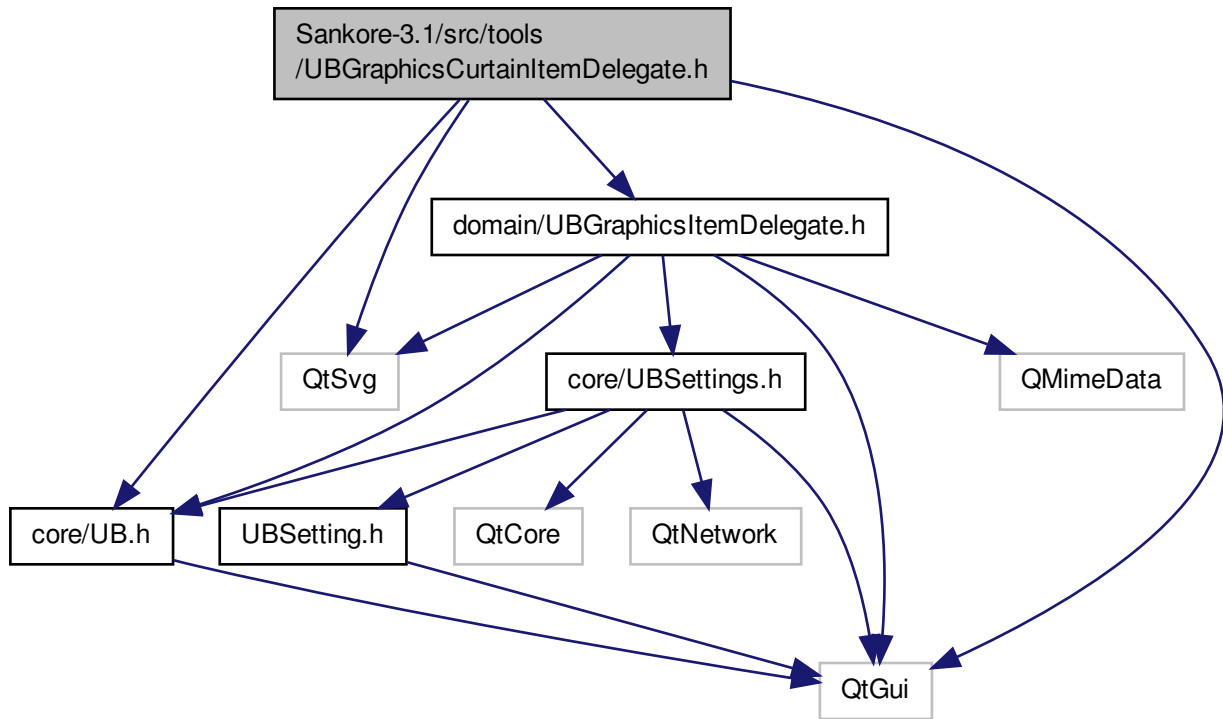 Sankore-3.1/src/tools
/UBGraphicsCurtainItemDelegate.h
domain/UBGraphicsItemDelegate.h
QtSvg
core/UBSettings.h
QMimeData
core/UB.h
UBSetting.h
QtCore
QtNetwork
QtGui